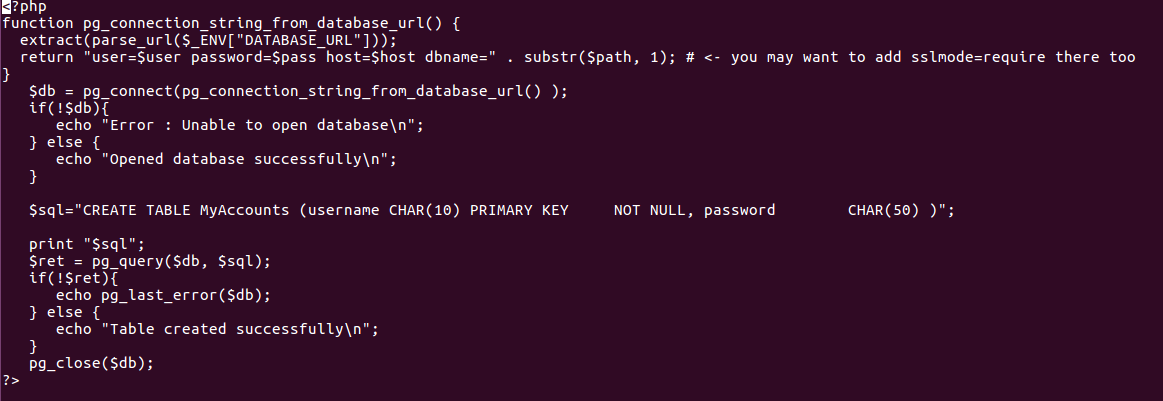 <?php
function pg_connection_string_from_database_url() {
  extract(parse_url($_ENV["DATABASE_URL"]));
  return "user=$user password=$pass host=$host dbname=" . substr($path, 1); # <- you may want to add sslmode=require there too
}
   $db = pg_connect(pg_connection_string_from_database_url() );
   if(!$db){
      echo "Error : Unable to open database\n";
   } else {
      echo "Opened database successfully\n";
   }

   $sql="CREATE TABLE MyAccounts (username CHAR(10) PRIMARY KEY     NOT NULL, password        CHAR(50) )";

   print "$sql";
   $ret = pg_query($db, $sql);
   if(!$ret){
      echo pg_last_error($db);
   } else {
      echo "Table created successfully\n";
   }
   pg_close($db);
?>